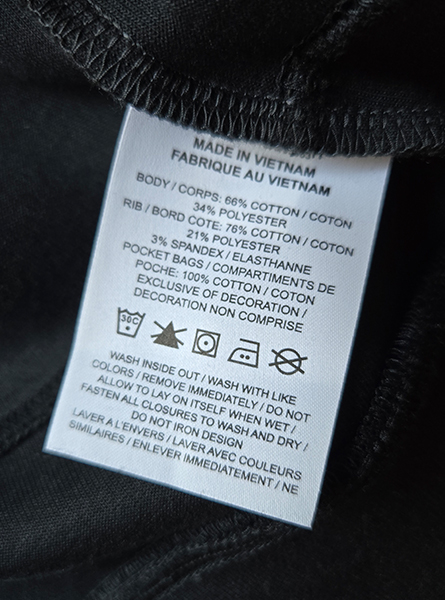 MADE IN VIETNAM
FABRIQUE AU VIETNAM
BODY / CORPS: 66% COTTON / COTON
34% POLYESTER
RIB / BORD COTE: 76% COTTON / COTON
21% POLYESTER
3% SPANDEX / ELASTHANNE
POCKET BAGS / COMPARTIMENTS DE
POCHE: 100% COTTON / COTON
EXCLUSIVE OF DECORATION /
DECORATION NON COMPRISE
30C
WASH INSIDE OUT / WASH WITH LIKE
COLORS / REMOVE IMMEDIATELY / DO NOT
ALLOW TO LAY ON ITSELF WHEN WET /
FASTEN ALL CLOSURES TO WASH AND DRY /
DO NOT IRON DESIGN
LAVER A L'ENVERS / LAVER AVEC COULEURS
SIMILAIRES / ENLEVER IMMEDIATEMENT / NE